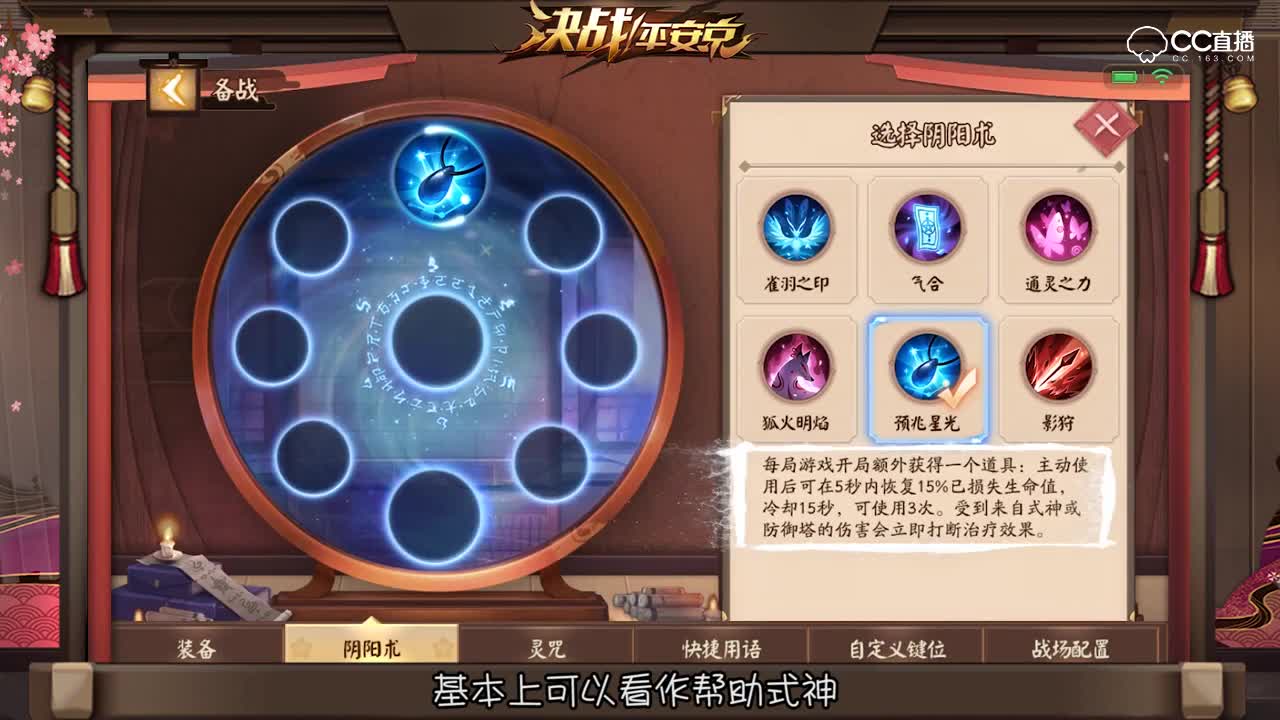 决战!平安京
CC直播
CC.163.COM
备战
选择阴阳术
雀羽之印
气合
通灵之力
狐火明焰
预兆星光
影狩
每局游戏开局额外获得一个道具：主动使
用后可在5秒内恢复15%已损失生命值，
冷却15秒，可使用3次。受到来自式神或
防御塔的伤害会立即打断治疗效果。
装备
阴阳术
灵咒
快捷用语
自定义键位
战场配置
基本上可以看作帮助式神